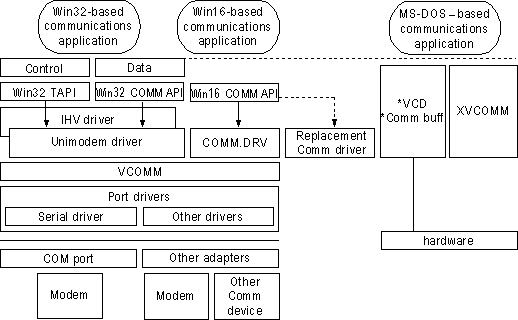 Win32-based
communications
application
Win16-based
communications
application
MS-DOS–based
communications
application
Control
Data
Win32 TAPI
Win32 COMM API
Win16 COMM API
*VCD
*Comm buff
XVCOMM
IHV driver
Unimodem driver
COMM.DRV
Replacement
Comm driver
VCOMM
Port drivers
Serial driver
Other drivers
hardware
COM port
Other adapters
Modem
Modem
Other
Comm
device